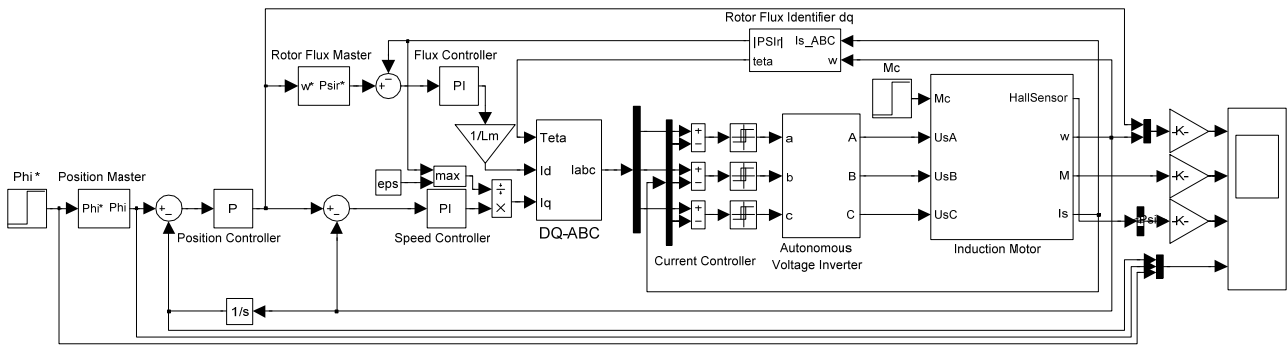 Rotor Flux Identifier dq
|PSIr| Is_ABC
teta w
Rotor Flux Master
w* Psir*
Flux Controller
PI
1/Lm
Mc
Mc HallSensor
UsA w
UsB M
UsC Is
Induction Motor
Teta
Id Iabc
Iq
DQ-ABC
a A
b B
c C
Autonomous
Voltage Inverter
Current Controller
eps
max
PI
Speed Controller
÷
×
Phi *
Position Master
Phi* Phi
P
Position Controller
1/s
-K-
-K-
-K-
+
−
+
−
+
−
+
−
+
−
+
−